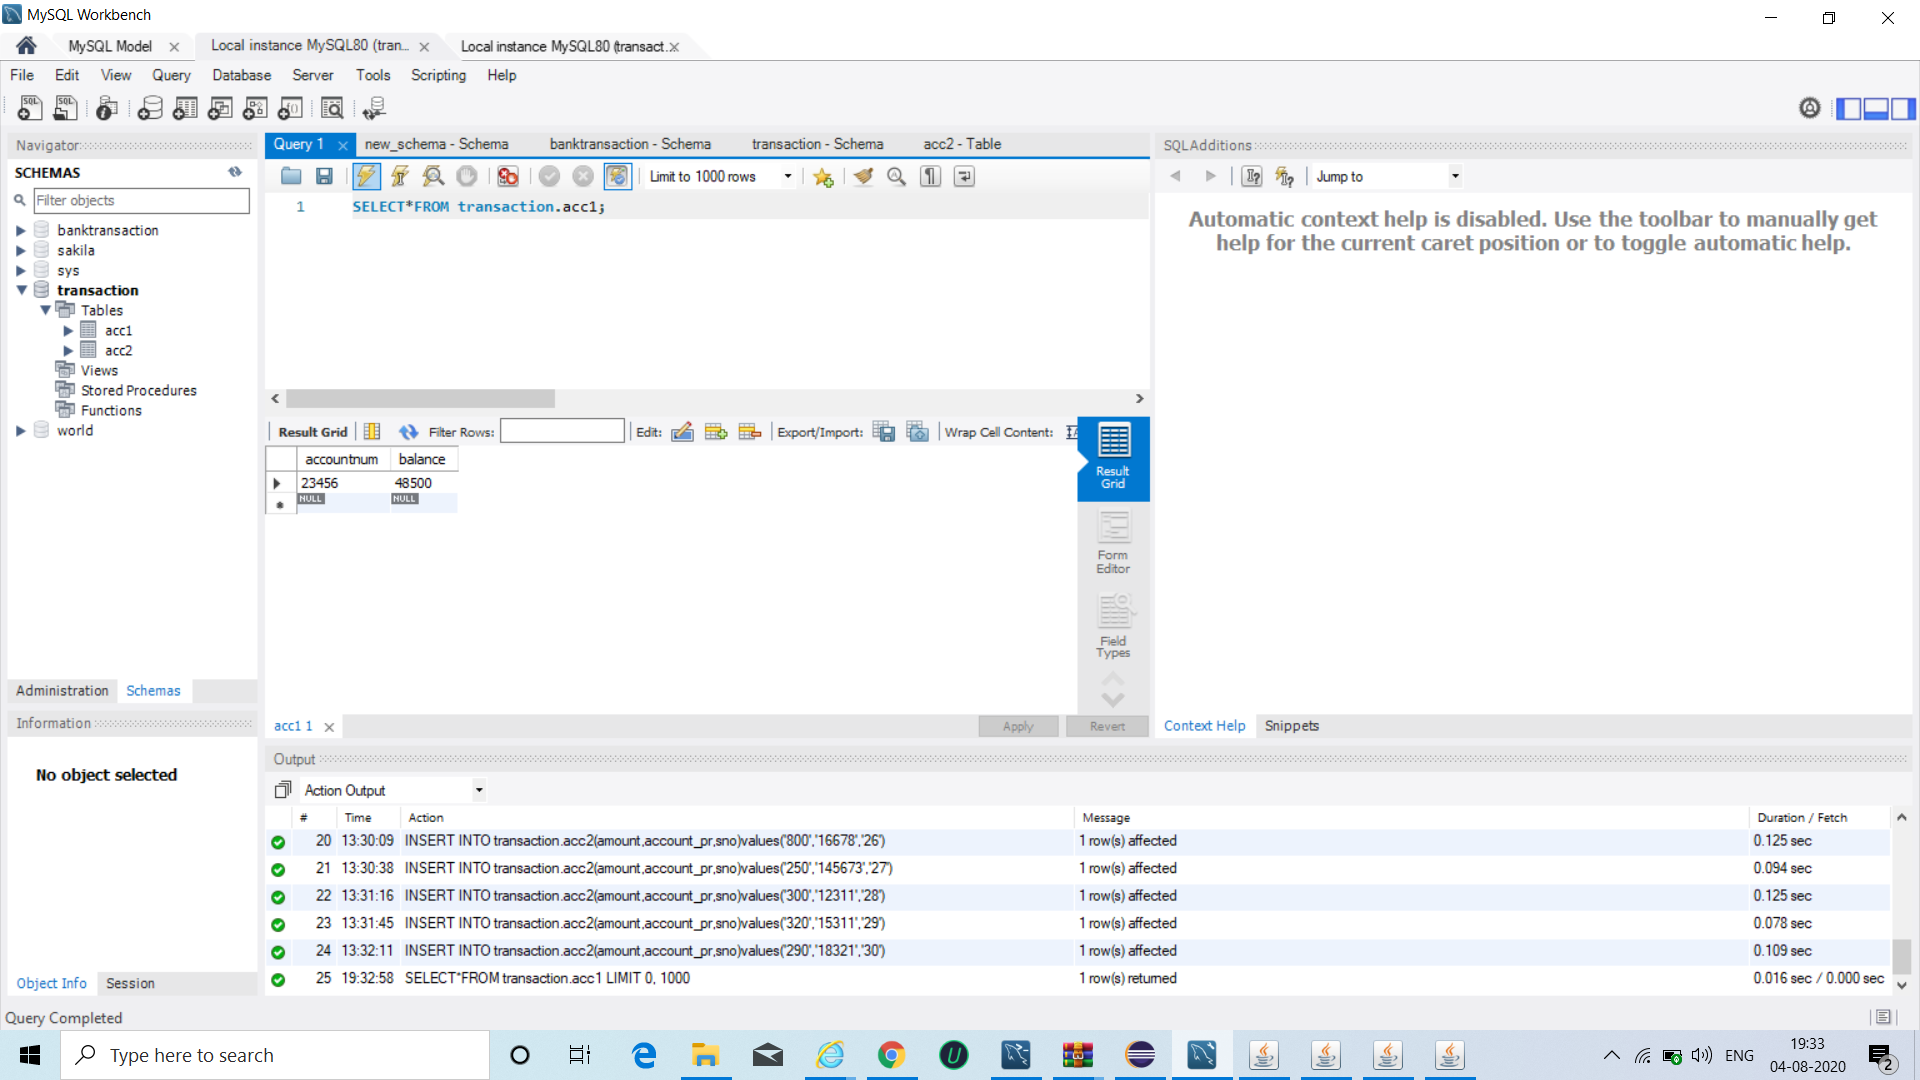 MySQL Workbench
MySQL Model
Local instance MySQL80 (tran...
Local instance MySQL80 (transact...
File Edit View Query Database Server Tools Scripting Help
Navigator
SCHEMAS
Filter objects
banktransaction
sakila
sys
transaction
Tables
acc1
acc2
Views
Stored Procedures
Functions
world
Administration Schemas
Information
No object selected
Object Info Session
Query 1 new_schema - Schema banktransaction - Schema transaction - Schema acc2 - Table
Limit to 1000 rows
1 SELECT*FROM transaction.acc1;
Result Grid Filter Rows: Edit: Export/Import: Wrap Cell Content:
accountnum balance
23456 48500
NULL NULL
Result Grid
Form Editor
Field Types
acc1 1 Apply Revert
SQLAdditions
Jump to
Automatic context help is disabled. Use the toolbar to manually get
help for the current caret position or to toggle automatic help.
Context Help Snippets
Output
Action Output
# Time Action Message Duration / Fetch
20 13:30:09 INSERT INTO transaction.acc2(amount,account_pr,sno)values('800','16678','26') 1 row(s) affected 0.125 sec
21 13:30:38 INSERT INTO transaction.acc2(amount,account_pr,sno)values('250','145673','27') 1 row(s) affected 0.094 sec
22 13:31:16 INSERT INTO transaction.acc2(amount,account_pr,sno)values('300','12311','28') 1 row(s) affected 0.125 sec
23 13:31:45 INSERT INTO transaction.acc2(amount,account_pr,sno)values('320','15311','29') 1 row(s) affected 0.078 sec
24 13:32:11 INSERT INTO transaction.acc2(amount,account_pr,sno)values('290','18321','30') 1 row(s) affected 0.109 sec
25 19:32:58 SELECT*FROM transaction.acc1 LIMIT 0, 1000 1 row(s) returned 0.016 sec / 0.000 sec
Query Completed
Type here to search
ENG
19:33
04-08-2020
2